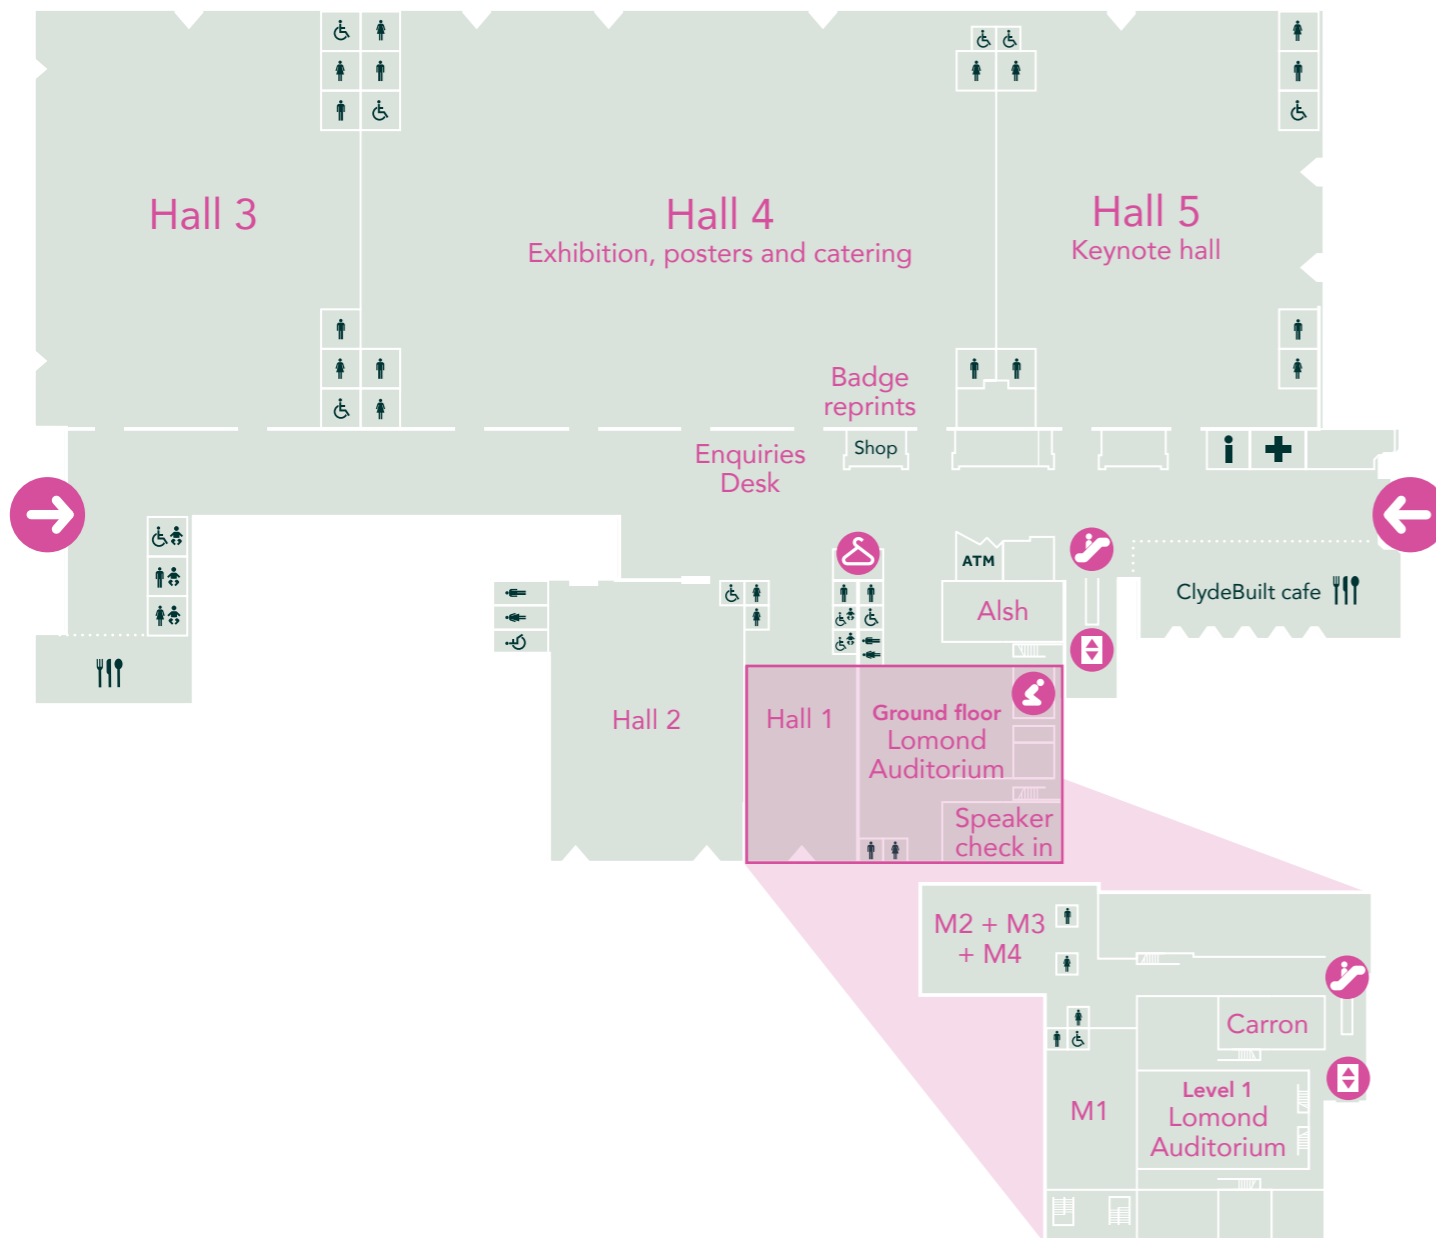 Hall 3
Hall 4
Exhibition, posters and catering
Hall 5
Keynote hall
Badge
reprints
Enquiries
Desk
Shop
i
ATM
Alsh
ClydeBuilt cafe
Hall 2
Hall 1
Ground floor
Lomond
Auditorium
Speaker
check in
M2 + M3
+ M4
Carron
M1
Level 1
Lomond
Auditorium